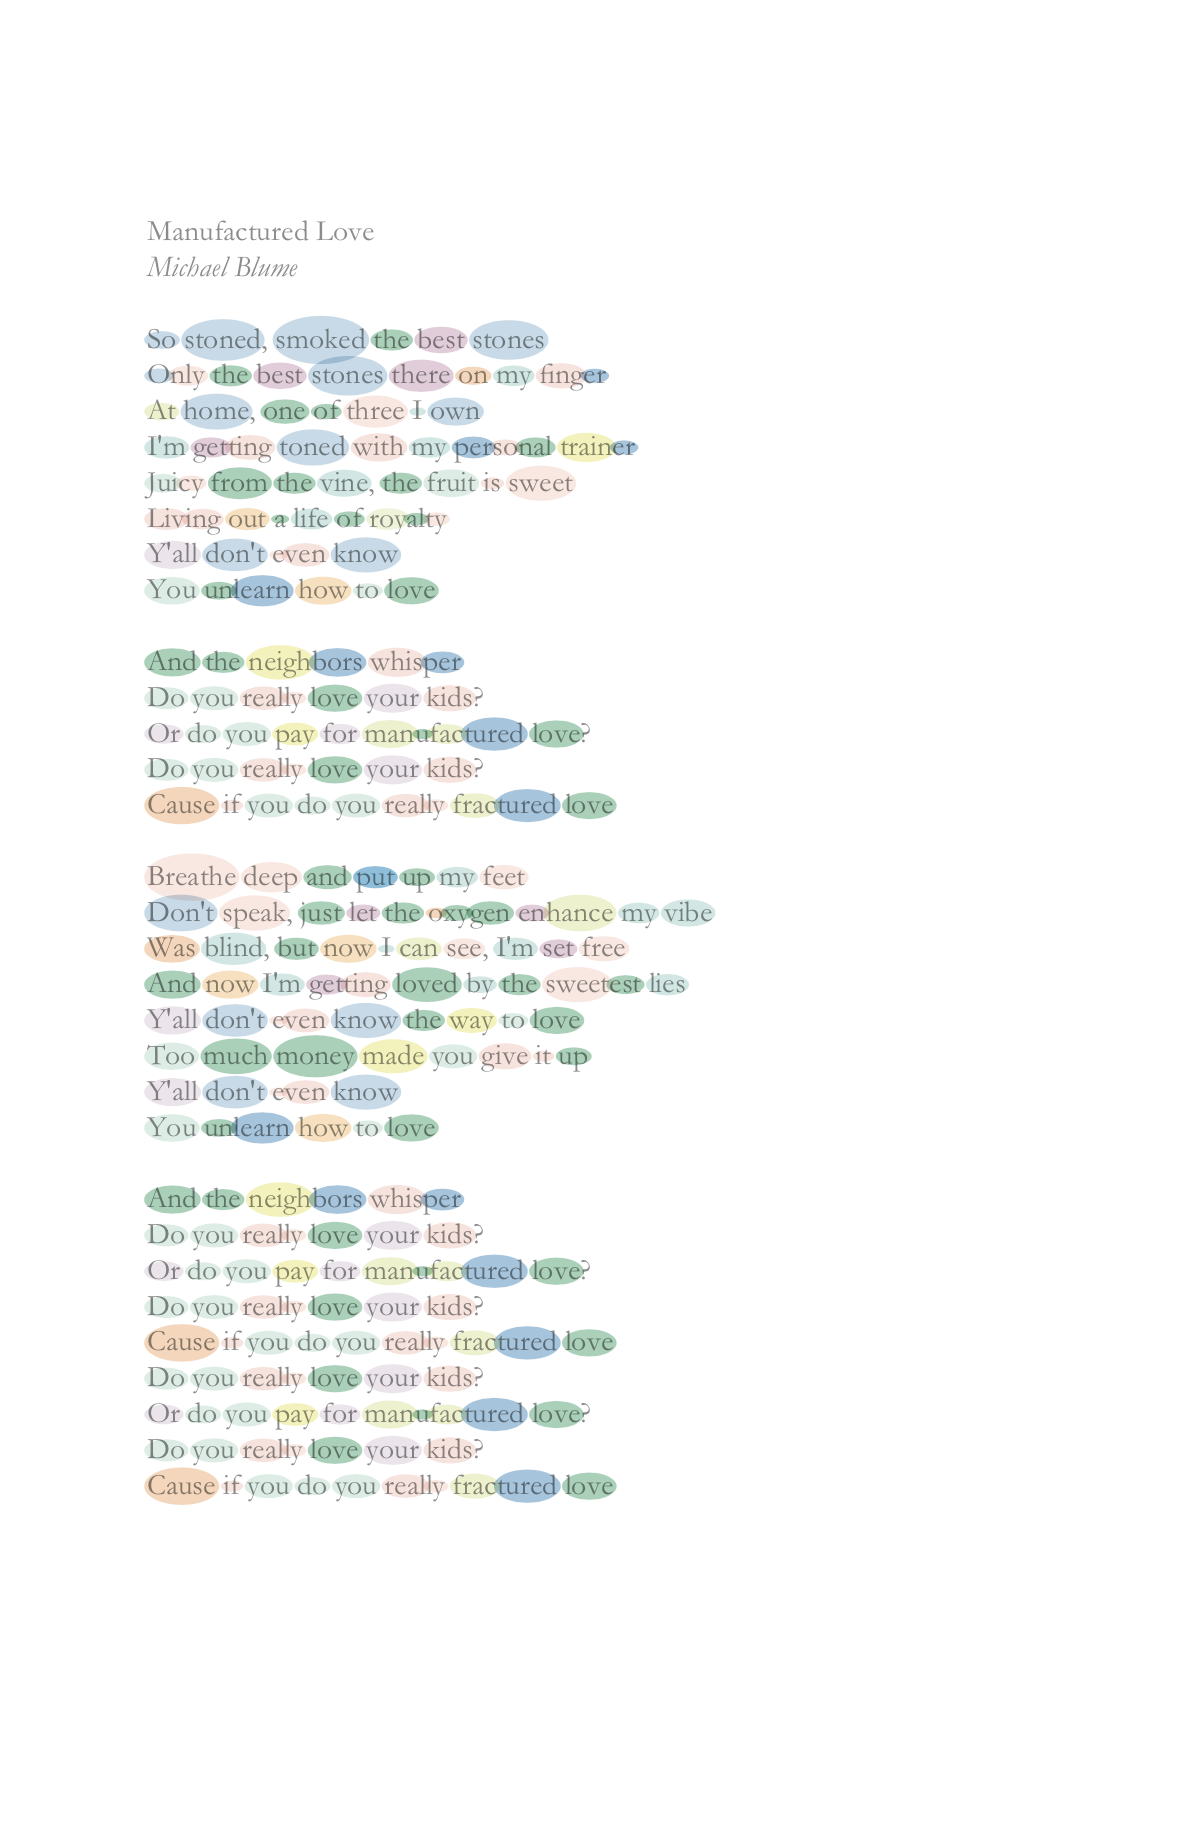 Manufactured Love
Michael Blume
So stoned, smoked the best stones
Only the best stones there on my finger
At home, one of three I own
I'm getting toned with my personal trainer
Juicy from the vine, the fruit is sweet
Living out a life of royalty
Y'all don't even know
You unlearn how to love
And the neighbors whisper
Do you really love your kids?
Or do you pay for manufactured love?
Do you really love your kids?
Cause if you do you really fractured love
Breathe deep and put up my feet
Don't speak, just let the oxygen enhance my vibe
Was blind, but now I can see, I'm set free
And now I'm getting loved by the sweetest lies
Y'all don't even know the way to love
Too much money made you give it up
Y'all don't even know
You unlearn how to love
And the neighbors whisper
Do you really love your kids?
Or do you pay for manufactured love?
Do you really love your kids?
Cause if you do you really fractured love
Do you really love your kids?
Or do you pay for manufactured love?
Do you really love your kids?
Cause if you do you really fractured love